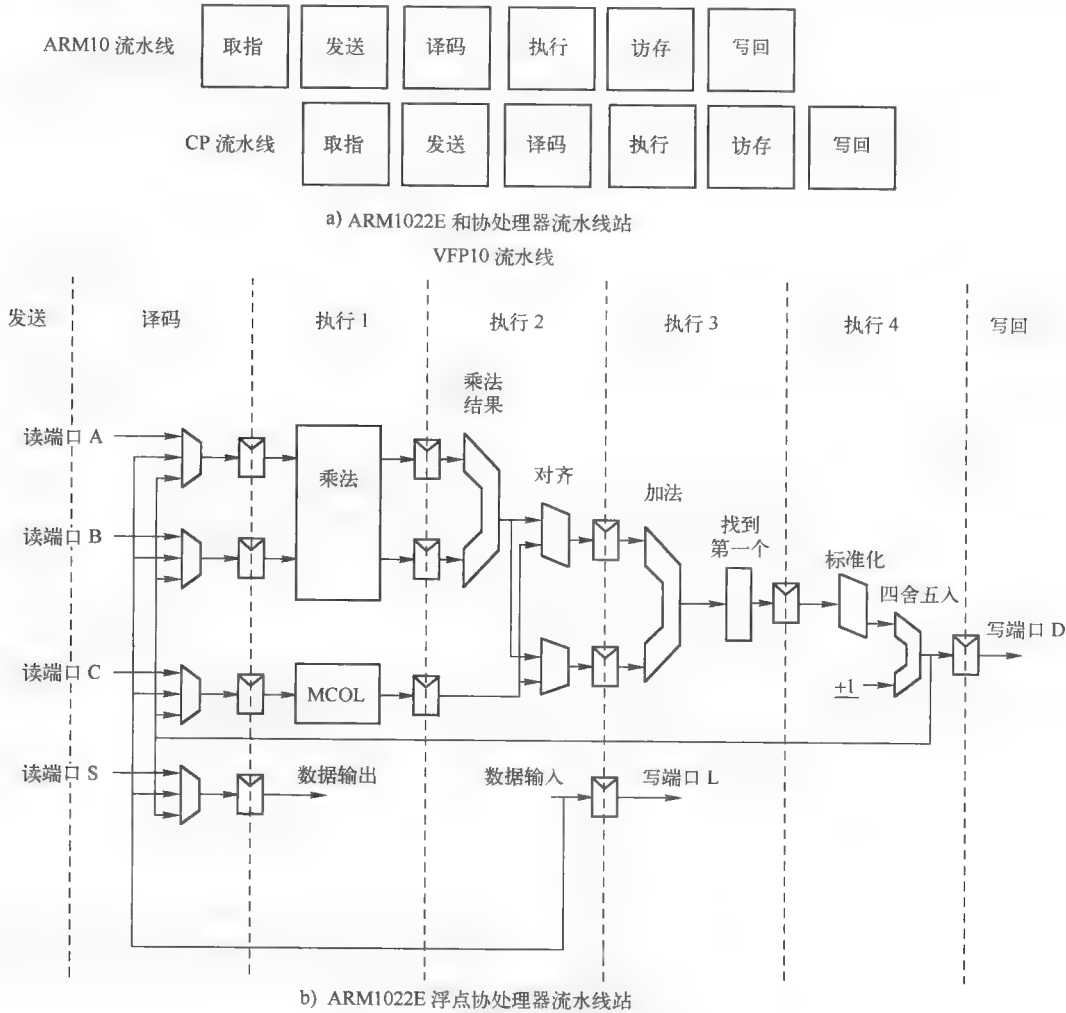 ARM10 流水线 取指 发送 译码 执行 访存 写回
CP 流水线 取指 发送 译码 执行 访存 写回
a) ARM1022E 和协处理器流水线站
VFP10 流水线
发送 译码 执行 1 执行 2 执行 3 执行 4 写回
乘法
结果
读端口 A
乘法
对齐
加法
找到
第一个
读端口 B
标准化
四舍五入
写端口 D
读端口 C
MCOL
+1
读端口 S
数据输出
数据输入
写端口 L
b) ARM1022E 浮点协处理器流水线站